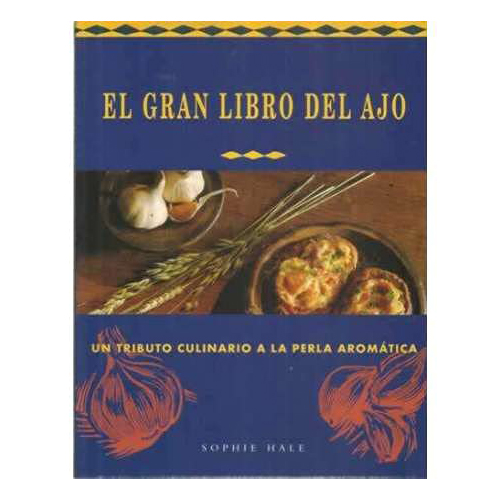 EL GRAN LIBRO DEL AJO
UN TRIBUTO CULINARIO A LA PERLA AROMÁTICA
SOPHIE HALE